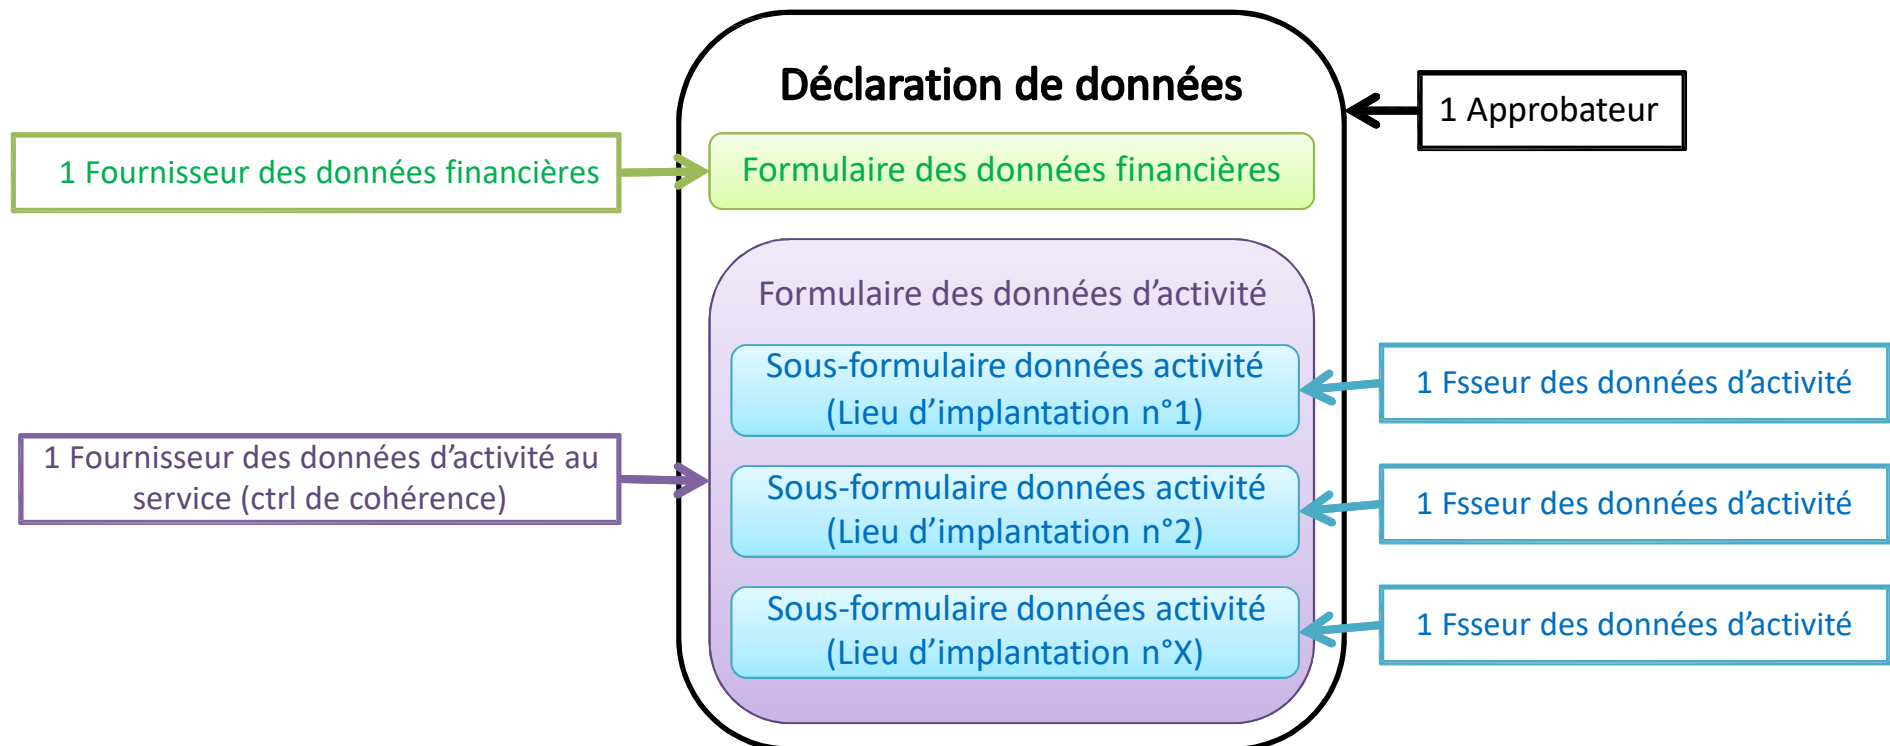 Déclaration de données
1 Approbateur
1 Fournisseur des données financières
Formulaire des données financières
Formulaire des données d’activité
Sous-formulaire données activité
(Lieu d’implantation n°1)
1 Fsseur des données d’activité
1 Fournisseur des données d’activité au
service (ctrl de cohérence)
Sous-formulaire données activité
(Lieu d’implantation n°2)
1 Fsseur des données d’activité
Sous-formulaire données activité
(Lieu d’implantation n°X)
1 Fsseur des données d’activité